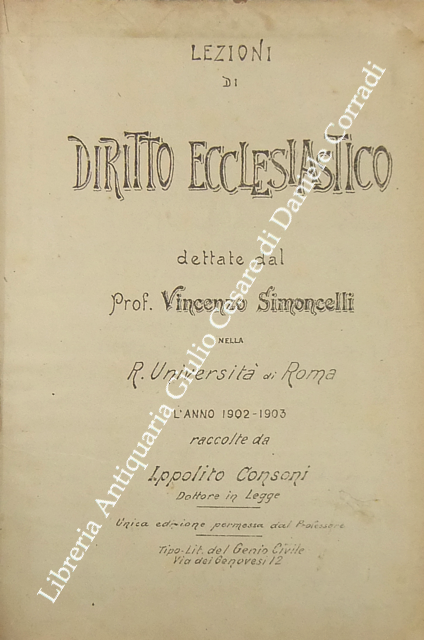 LEZIONI
DI
DIRITTO ECCLESIASTICO
dettate dal
Prof. Vincenzo Simoncelli
NELLA
R. Università di Roma
L'ANNO 1902-1903
raccolte da
Ippolito Consoni
Dottore in Legge
Unica edizione permessa dal Professore
Tipo-Lit. del Genio Civile
Via dei Genovesi 12
Libreria Antiquaria Giulio Cesare di Daniele Corradi